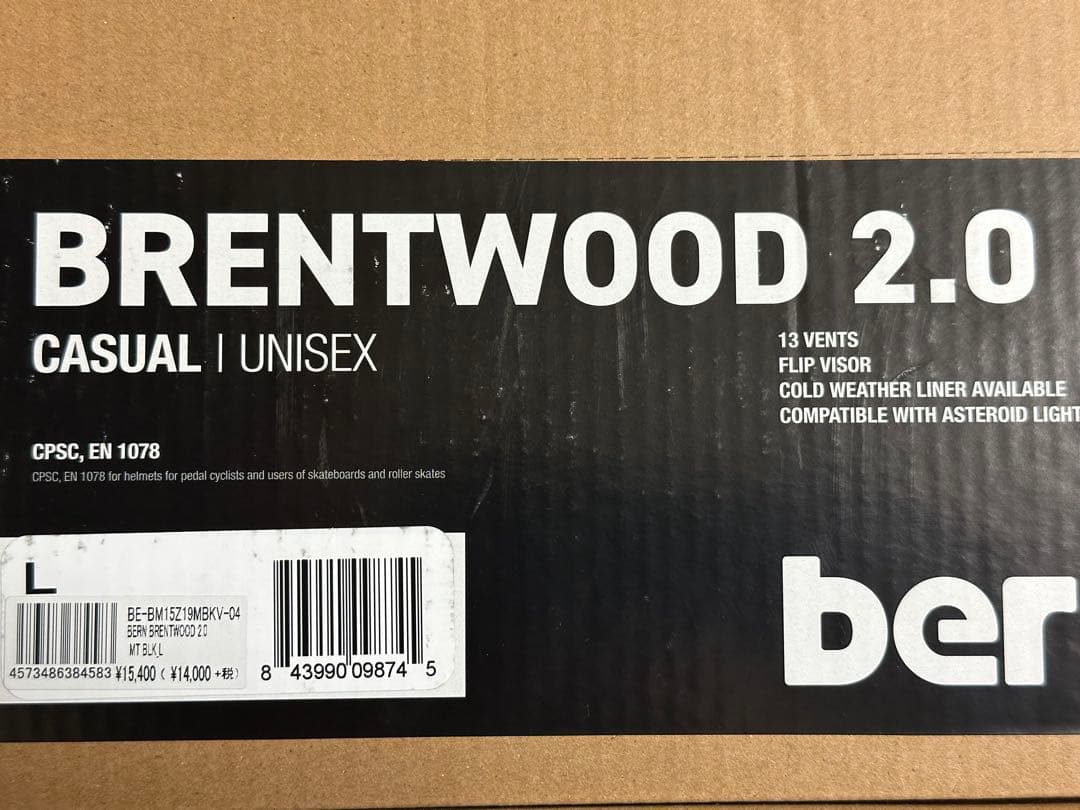 BRENTWOOD 2.0
CASUAL | UNISEX
13 VENTS
FLIP VISOR
COLD WEATHER LINER AVAILABLE
COMPATIBLE WITH ASTEROID LIGHT
CPSC, EN 1078
CPSC, EN 1078 for helmets for pedal cyclists and users of skateboards and roller skates
L
BE-BM15Z19MBKV-04
BERN BRENTWOOD 2.0
MT BLK_L
4573486384583 ¥15,400 ( ¥14,000 +税)
8 43990 09874 5
ber